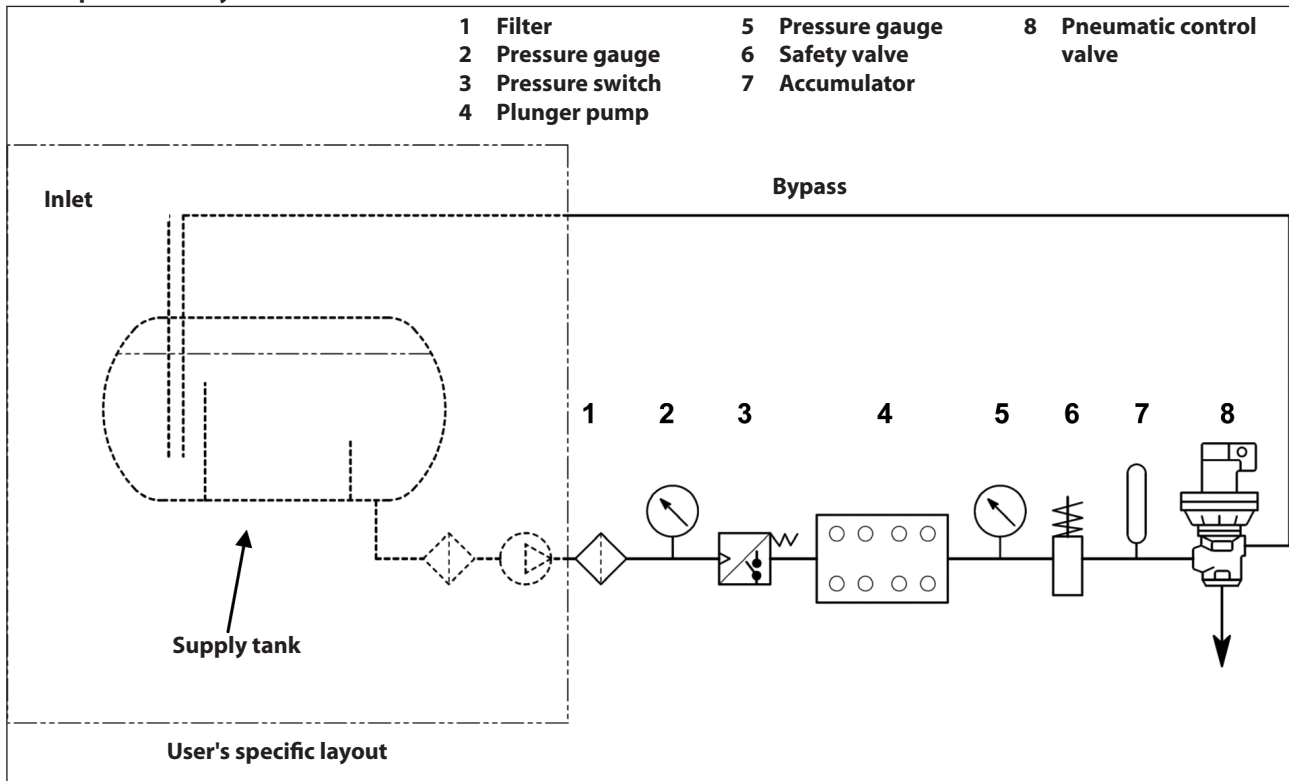 1 Filter
2 Pressure gauge
3 Pressure switch
4 Plunger pump
5 Pressure gauge
6 Safety valve
7 Accumulator
8 Pneumatic control
valve
Inlet
Bypass
1 2 3 4 5 6 7 8
Supply tank
User's specific layout